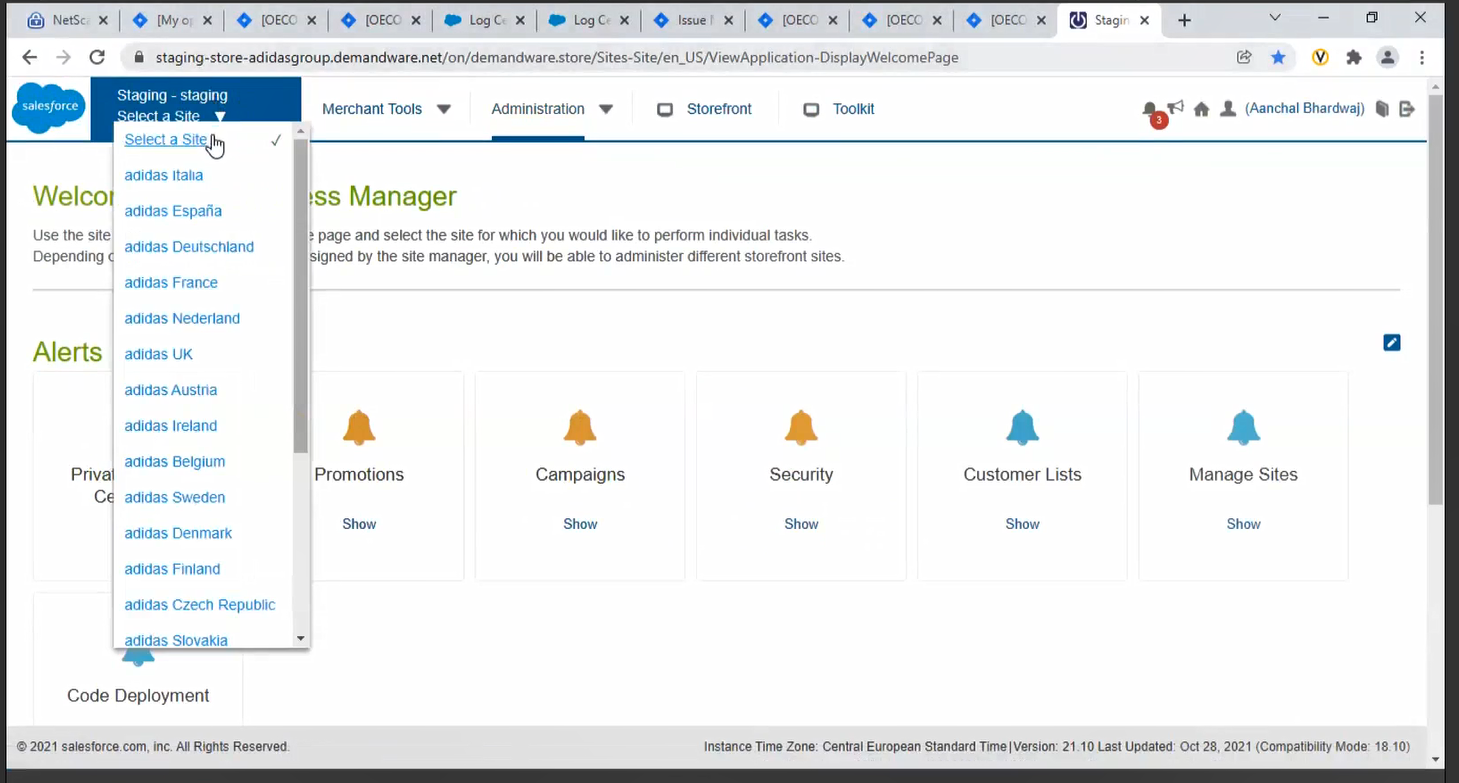 NetSc
[My o
[OECO
[OECO
Log Ce
Log Ce
Issue
[OECO
[OECO
[OECO
Stagin
staging-store-adidasgroup.demandware.net/on/demandware.store/Sites-Site/en_US/ViewApplication-DisplayWelcomePage
salesforce
Staging - staging
Select a Site
Merchant Tools
Administration
Storefront
Toolkit
3
(Aanchal Bhardwaj)
Select a Site
adidas Italia
adidas España
adidas Deutschland
adidas France
adidas Nederland
adidas UK
adidas Austria
adidas Ireland
adidas Belgium
adidas Sweden
adidas Denmark
adidas Finland
adidas Czech Republic
adidas Slovakia
Welco ess Manager
Use the site e page and select the site for which you would like to perform individual tasks.
Depending o signed by the site manager, you will be able to administer different storefront sites.
Alerts
Privat
Ce
Promotions
Show
Campaigns
Show
Security
Show
Customer Lists
Show
Manage Sites
Show
Code Deployment
© 2021 salesforce.com, inc. All Rights Reserved.
Instance Time Zone: Central European Standard Time|Version: 21.10 Last Updated: Oct 28, 2021 (Compatibility Mode: 18.10)